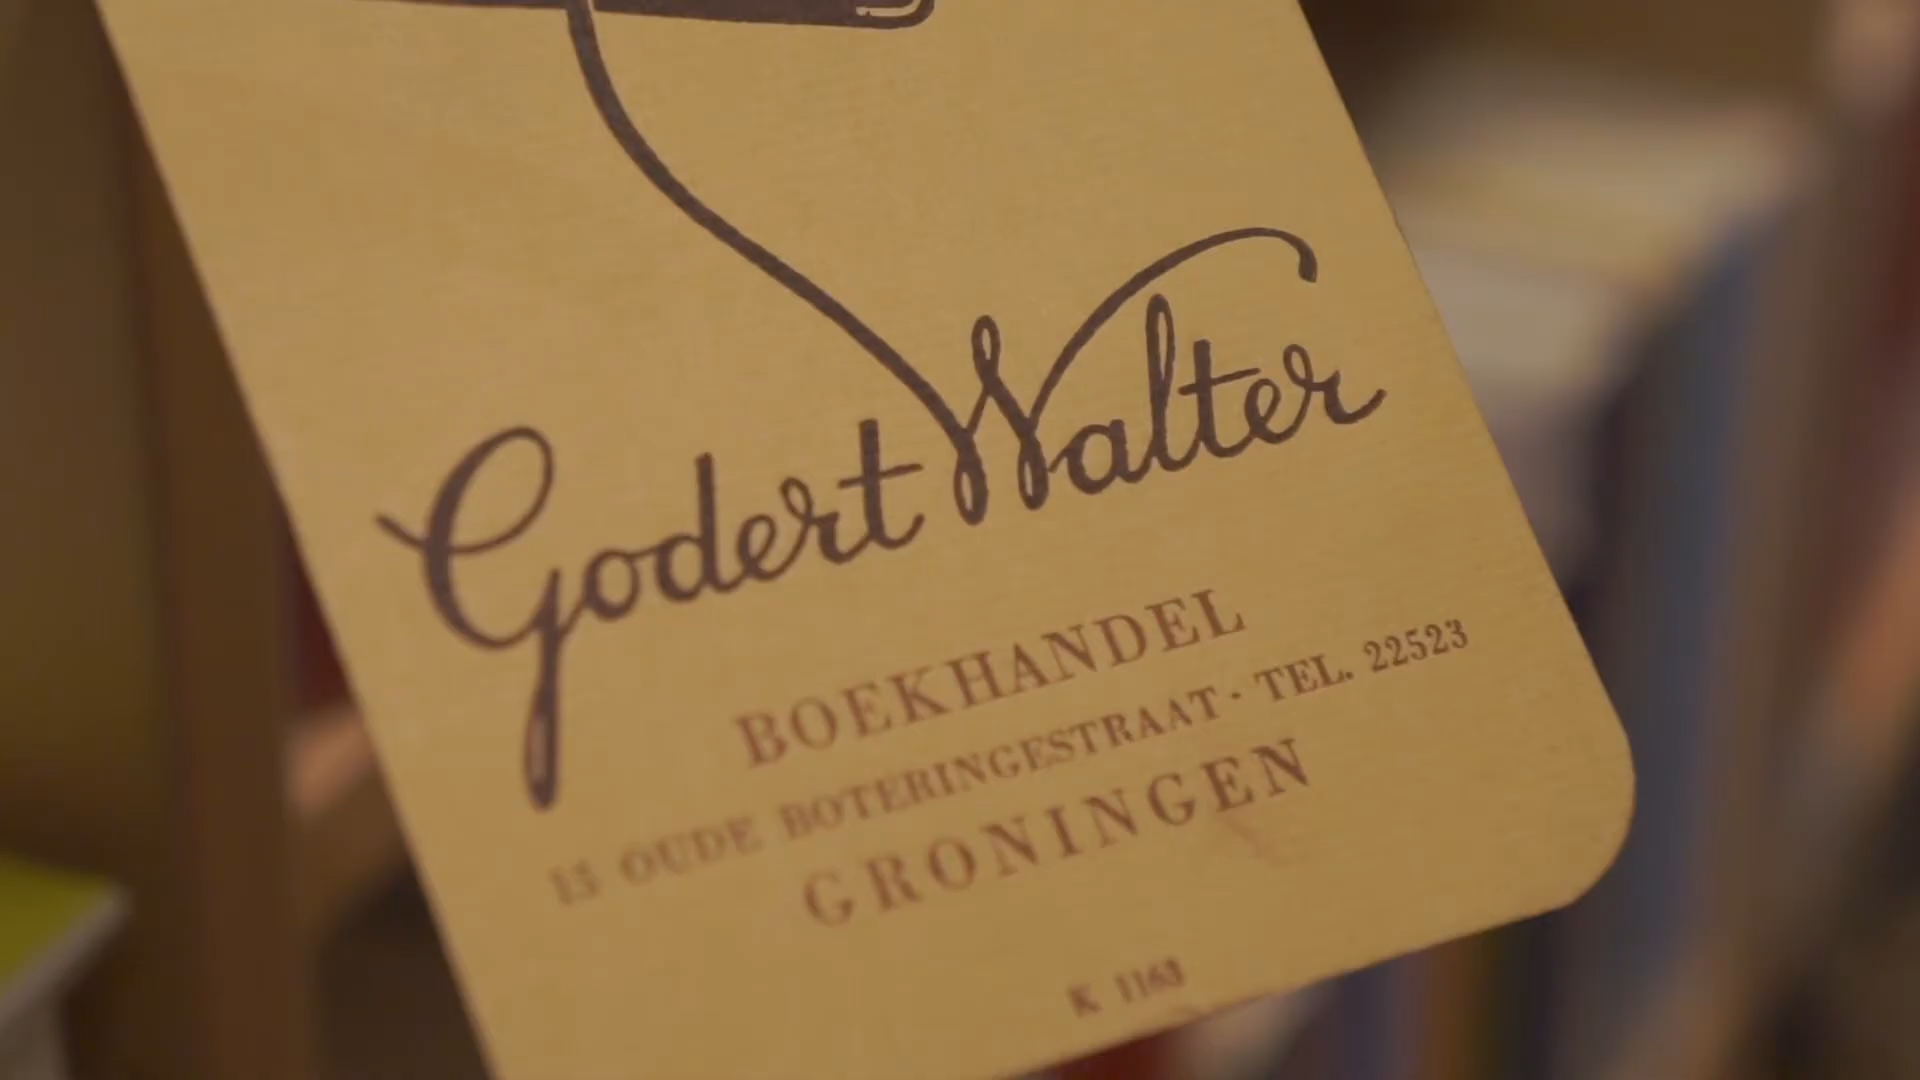 Godert Walter
BOEKHANDEL
13 OUDE BOTERINGESTRAAT · TEL. 22523
GRONINGEN
K 1163